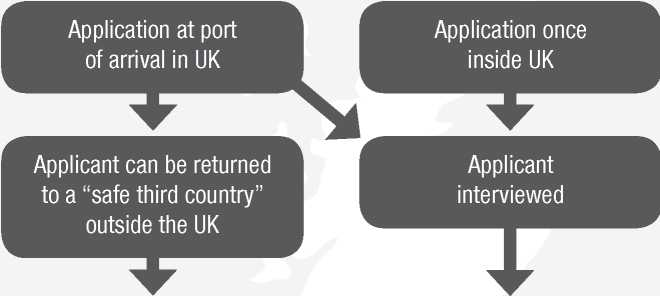 Application at port
of arrival in UK
Application once
inside UK
Applicant can be returned
to a “safe third country”
outside the UK
Applicant
interviewed